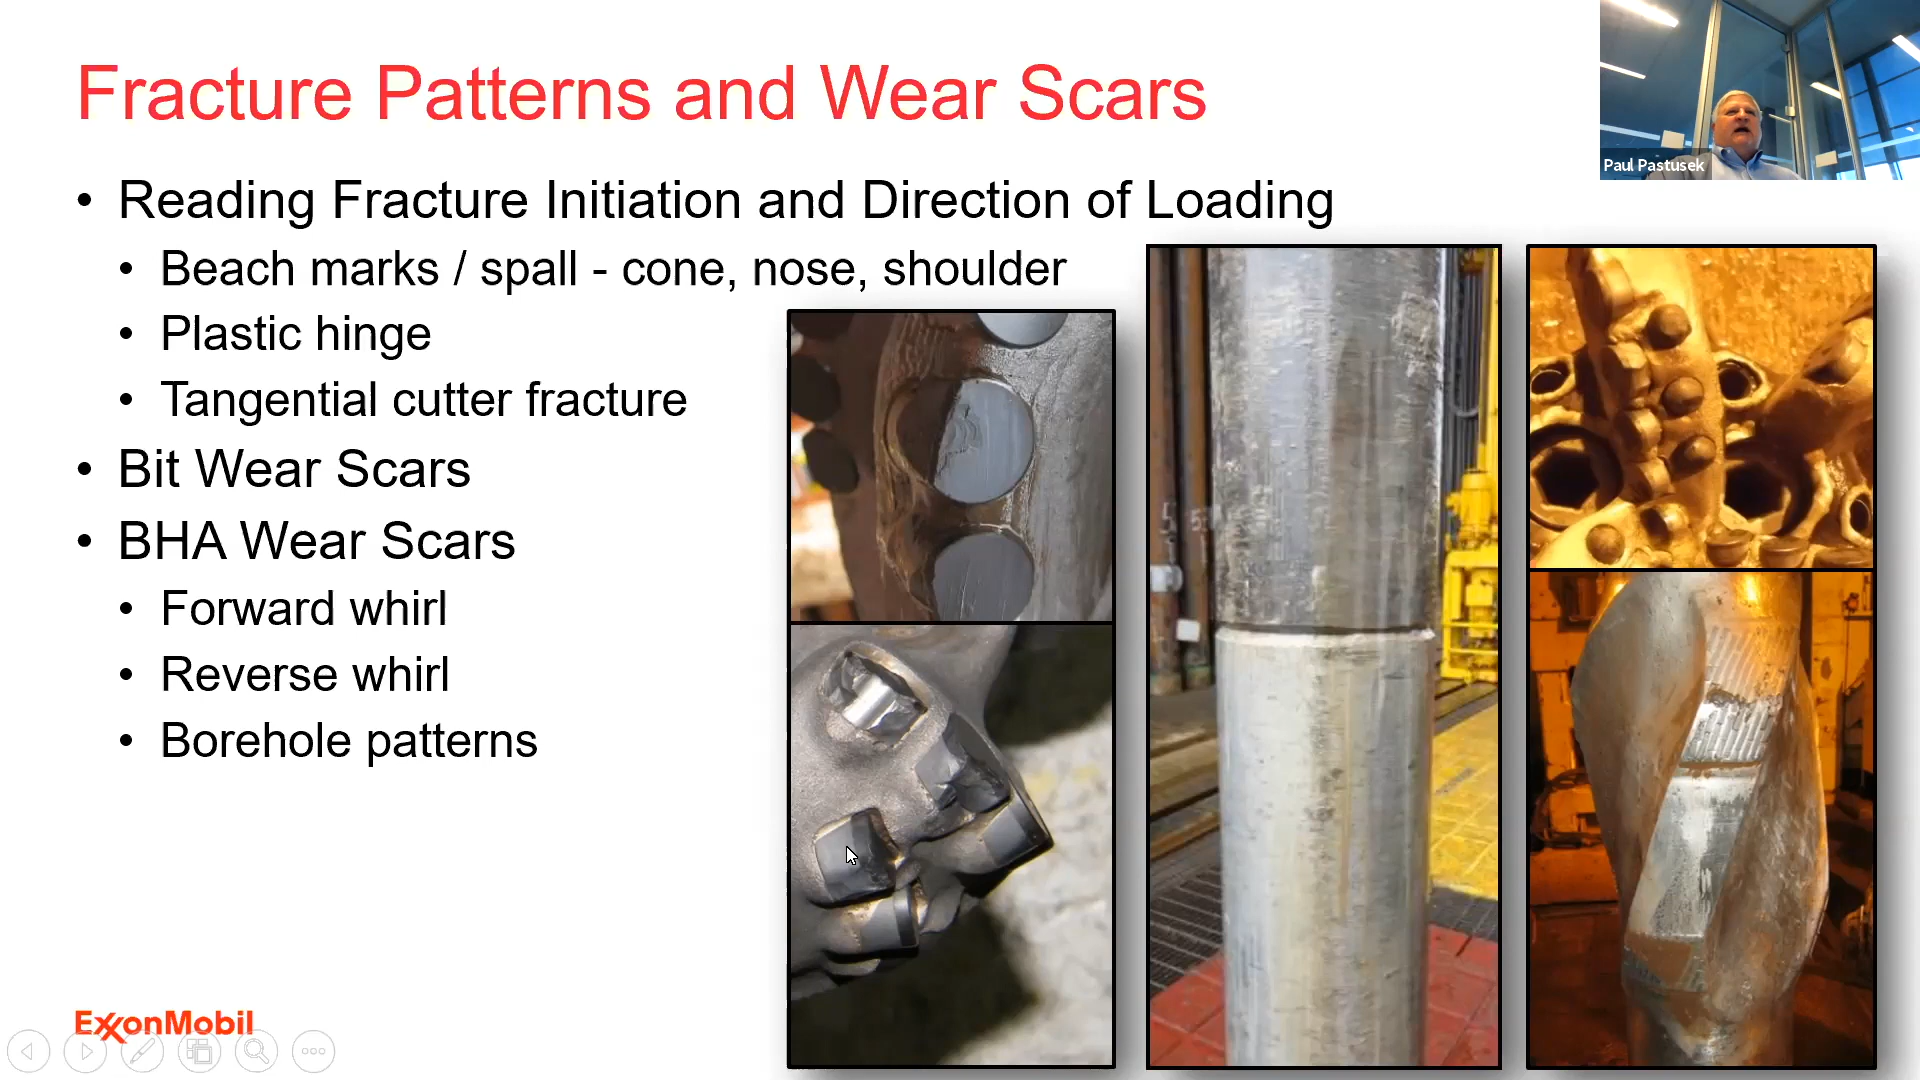 Fracture Patterns and Wear Scars
Paul Pastusek
• Reading Fracture Initiation and Direction of Loading
• Beach marks / spall - cone, nose, shoulder
• Plastic hinge
• Tangential cutter fracture
• Bit Wear Scars
• BHA Wear Scars
• Forward whirl
• Reverse whirl
• Borehole patterns
ExxonMobil